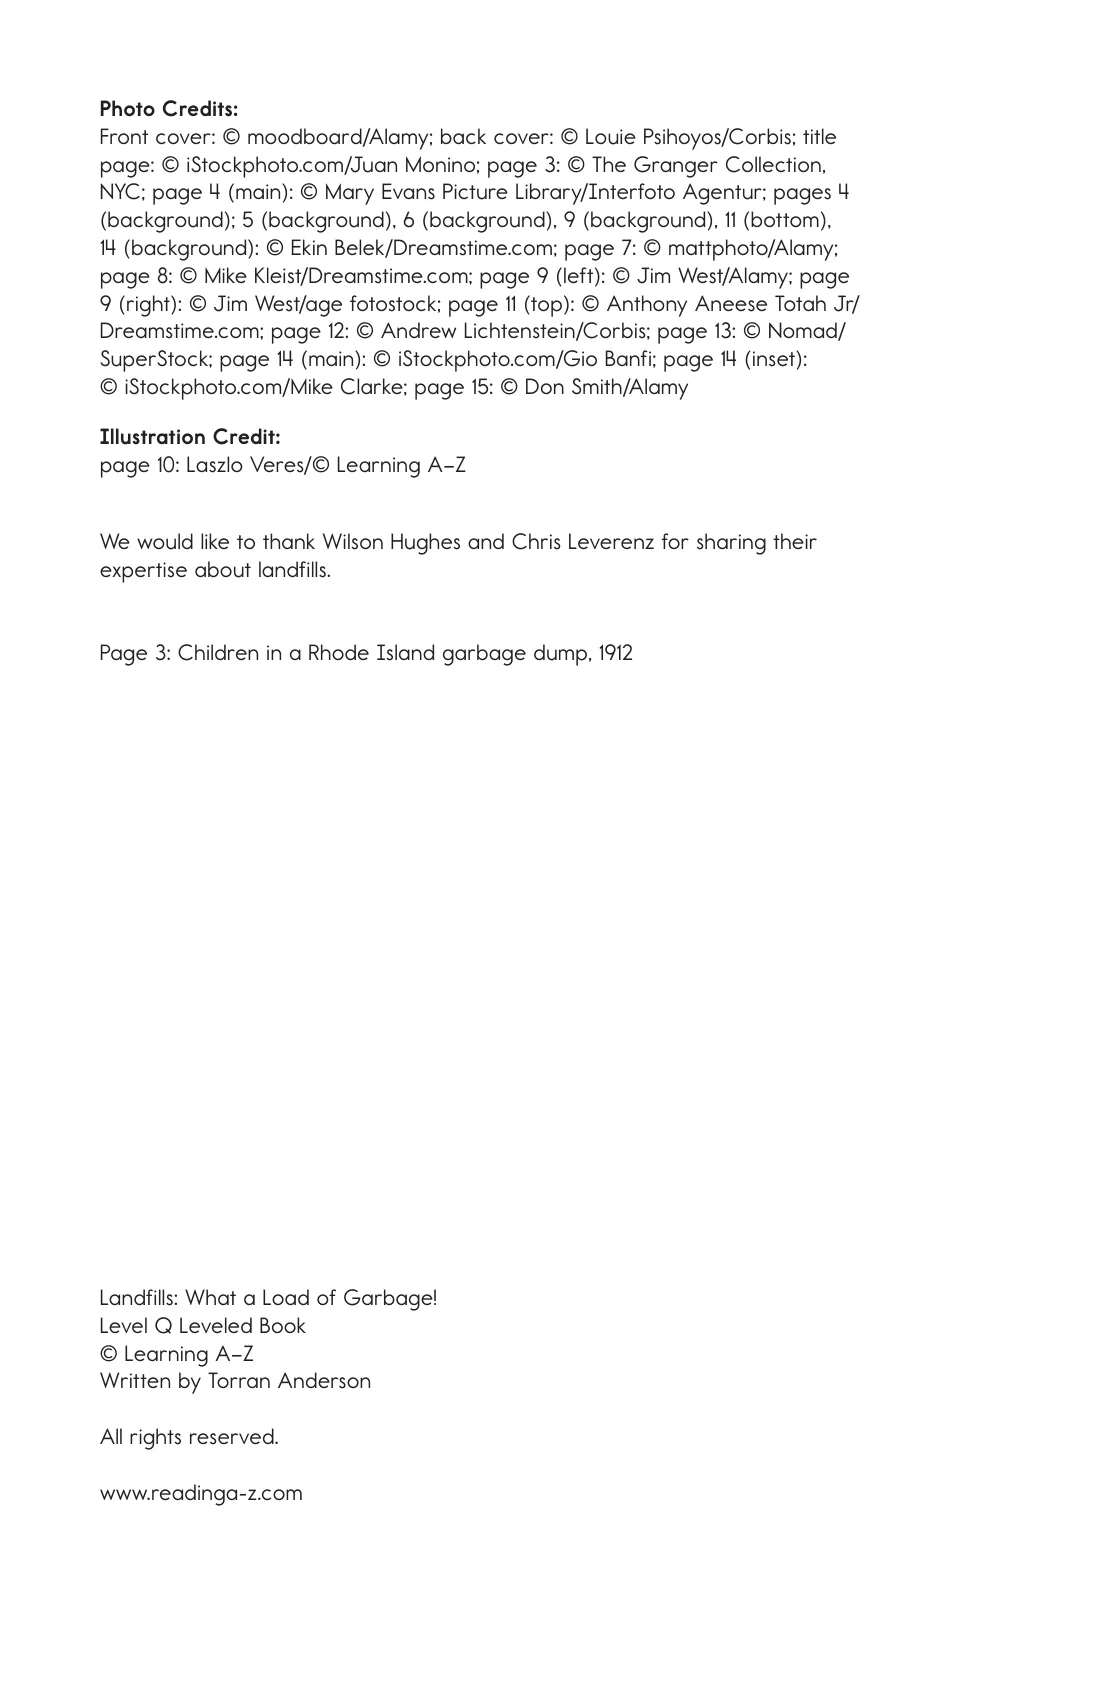 Photo Credits:
Front cover: © moodboard/Alamy; back cover: © Louie Psihoyos/Corbis; title
page: © iStockphoto.com/Juan Monino; page 3: © The Granger Collection,
NYC; page 4 (main): © Mary Evans Picture Library/Interfoto Agentur; pages 4
(background); 5 (background), 6 (background), 9 (background), 11 (bottom),
14 (background): © Ekin Belek/Dreamstime.com; page 7: © mattphoto/Alamy;
page 8: © Mike Kleist/Dreamstime.com; page 9 (left): © Jim West/Alamy; page
9 (right): © Jim West/age fotostock; page 11 (top): © Anthony Aneese Totah Jr/
Dreamstime.com; page 12: © Andrew Lichtenstein/Corbis; page 13: © Nomad/
SuperStock; page 14 (main): © iStockphoto.com/Gio Banfi; page 14 (inset):
© iStockphoto.com/Mike Clarke; page 15: © Don Smith/Alamy
Illustration Credit:
page 10: Laszlo Veres/© Learning A–Z
We would like to thank Wilson Hughes and Chris Leverenz for sharing their
expertise about landfills.
Page 3: Children in a Rhode Island garbage dump, 1912
Landfills: What a Load of Garbage!
Level Q Leveled Book
© Learning A–Z
Written by Torran Anderson
All rights reserved.
www.readinga-z.com